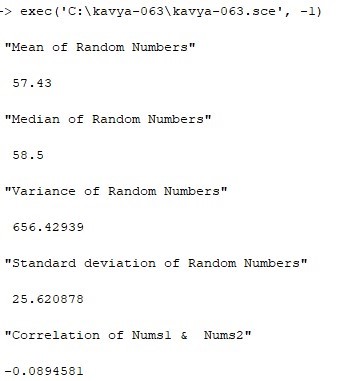 -> exec('C:\kavya-063\kavya-063.sce', -1)
"Mean of Random Numbers"
57.43
"Median of Random Numbers"
58.5
"Variance of Random Numbers"
656.42939
"Standard deviation of Random Numbers"
25.620878
"Correlation of Nums1 &  Nums2"
-0.0894581